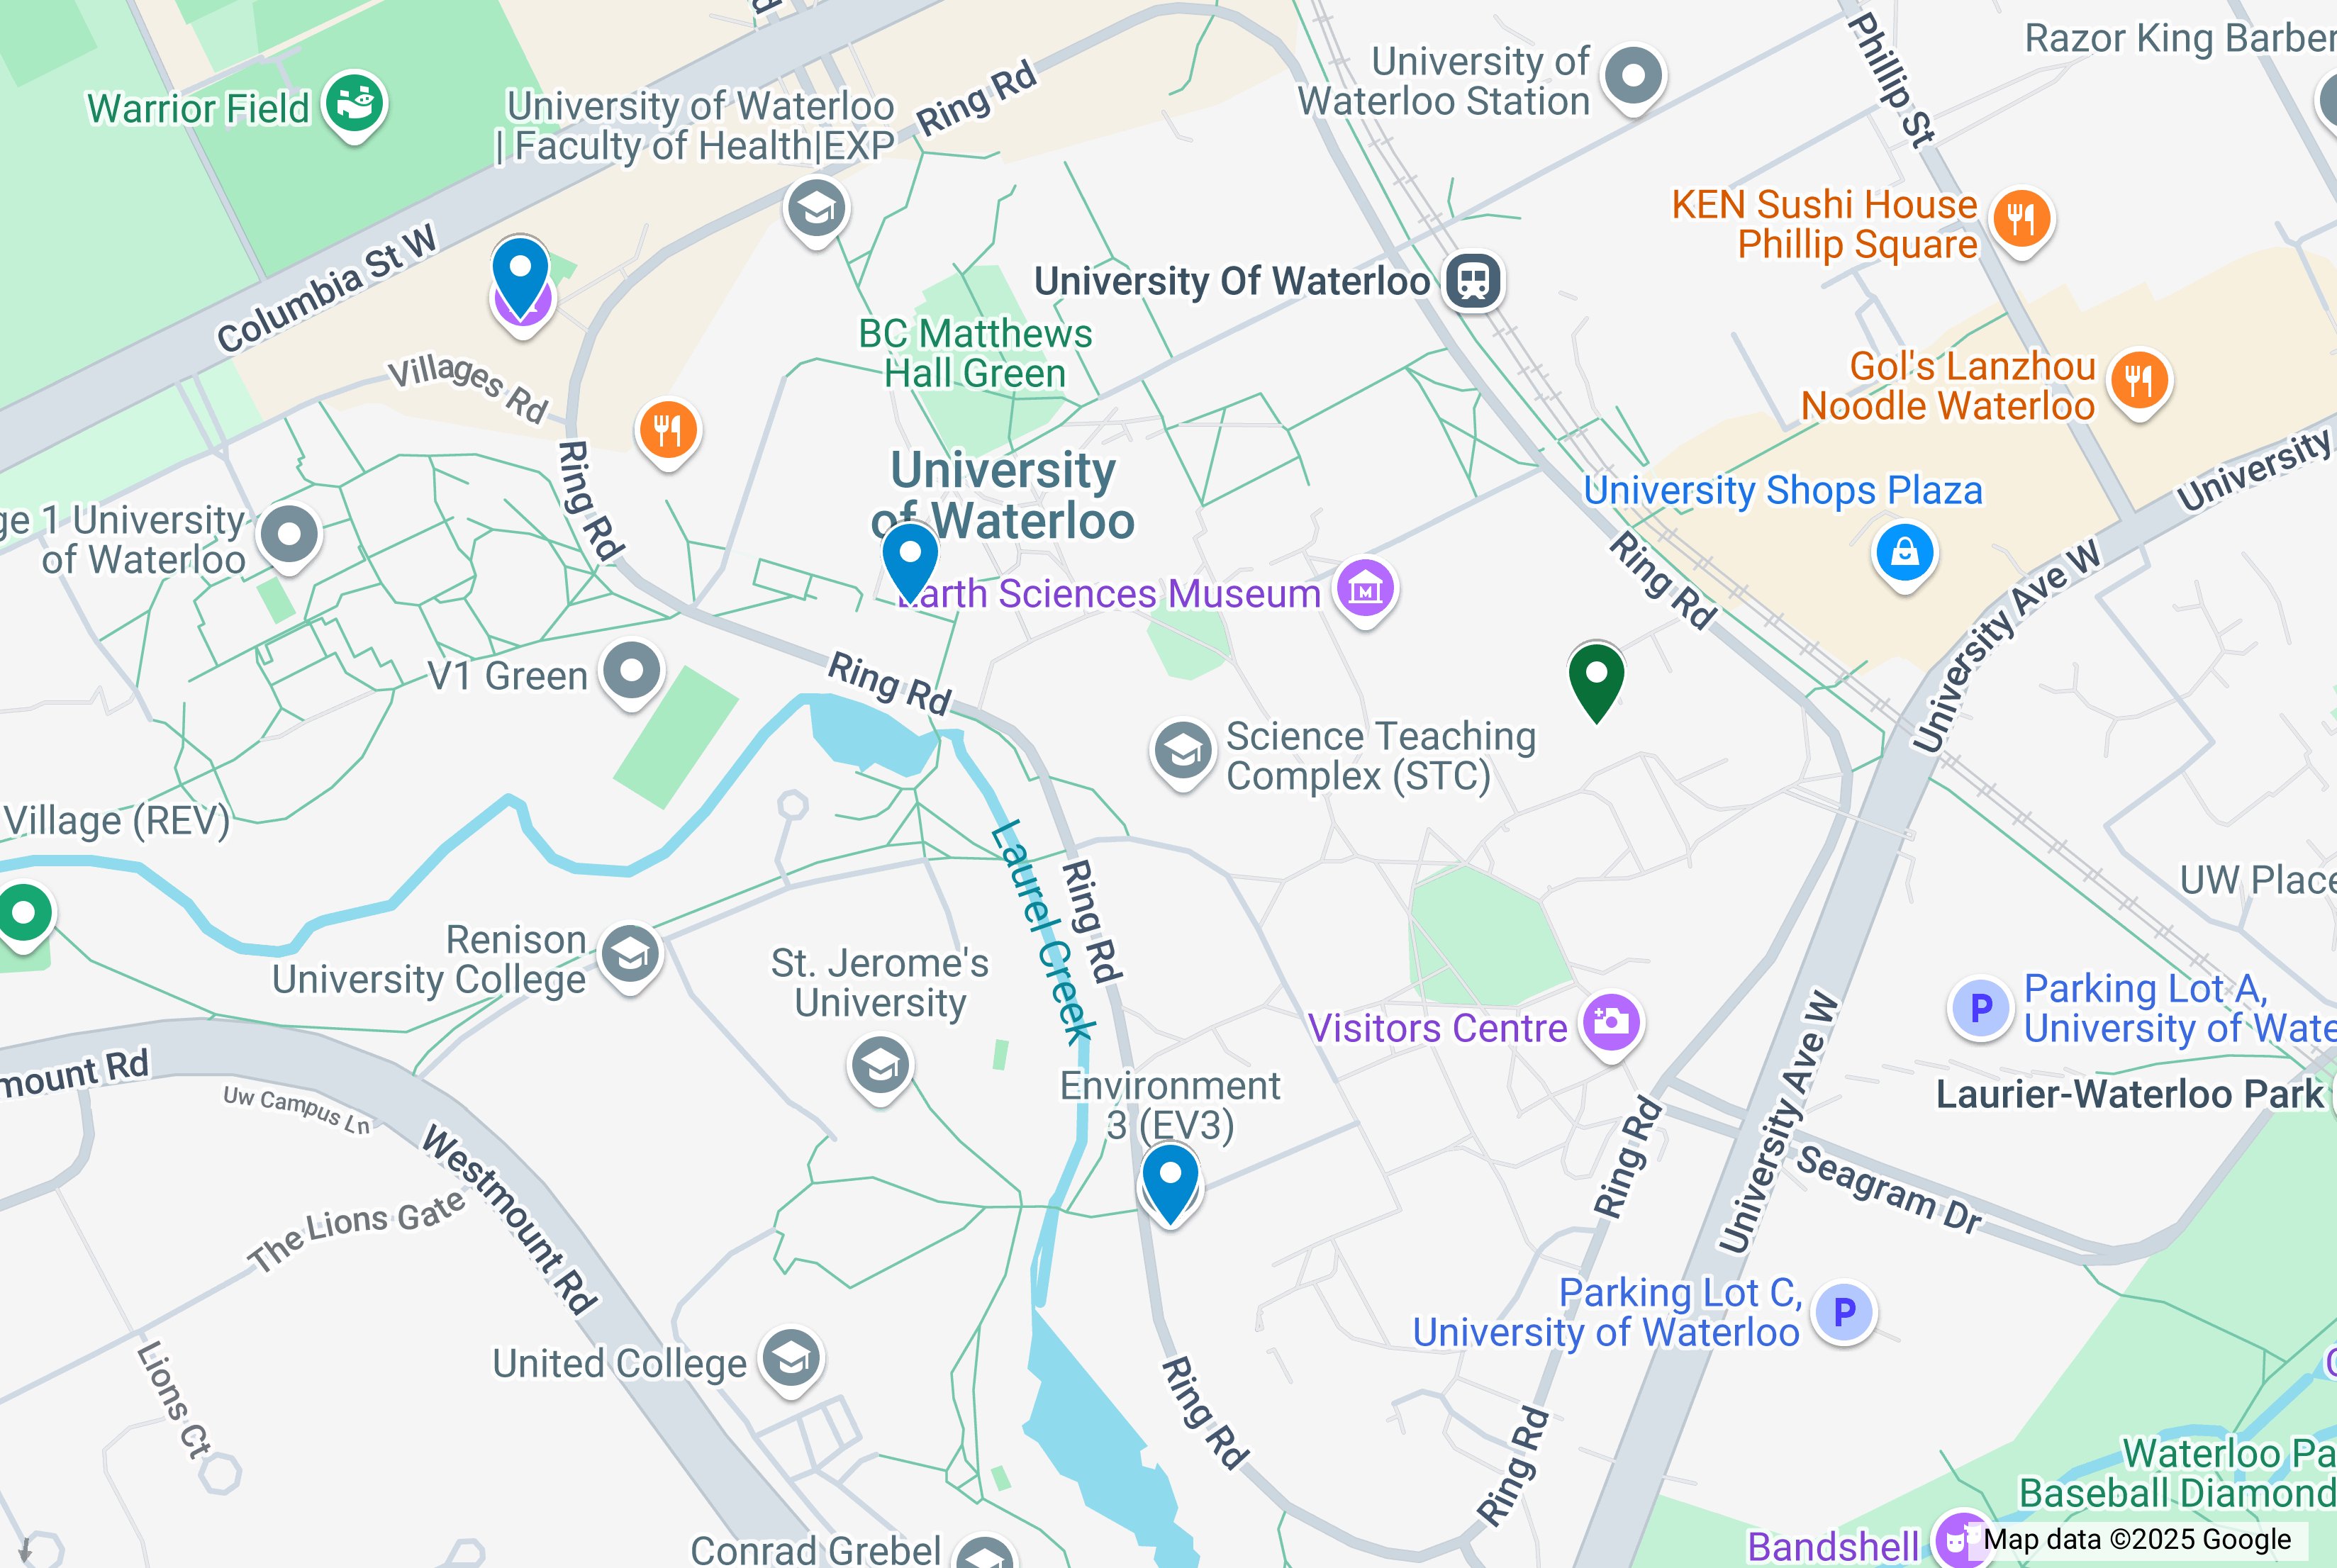 Phillip St
Razor King Barber
University of
Waterloo Station
Ring Rd
Warrior Field
University of Waterloo
| Faculty of Health|EXP
KEN Sushi House
Phillip Square
Columbia St W
University Of Waterloo
BC Matthews
Hall Green
Villages Rd
Gol's Lanzhou
Noodle Waterloo
University
Ring Rd
University
of Waterloo
University Shops Plaza
ge 1 University
of Waterloo
Ring Rd
Earth Sciences Museum
M
University Ave W
V1 Green
Ring Rd
Science Teaching
Complex (STC)
Village (REV)
Laurel Creek
Ring Rd
UW Place
Renison
University College
St. Jerome's
University
Visitors Centre
P
Parking Lot A,
University of Wate
mount Rd
Uw Campus Ln
Environment
3 (EV3)
Laurier-Waterloo Park
University Ave W
Ring Rd
Seagram Dr
Westmount Rd
The Lions Gate
Parking Lot C,
University of Waterloo
P
United College
Lions Ct
Ring Rd
Ring Rd
Waterloo Pa
Baseball Diamond
Conrad Grebel
Bandshell
Map data ©2025 Google